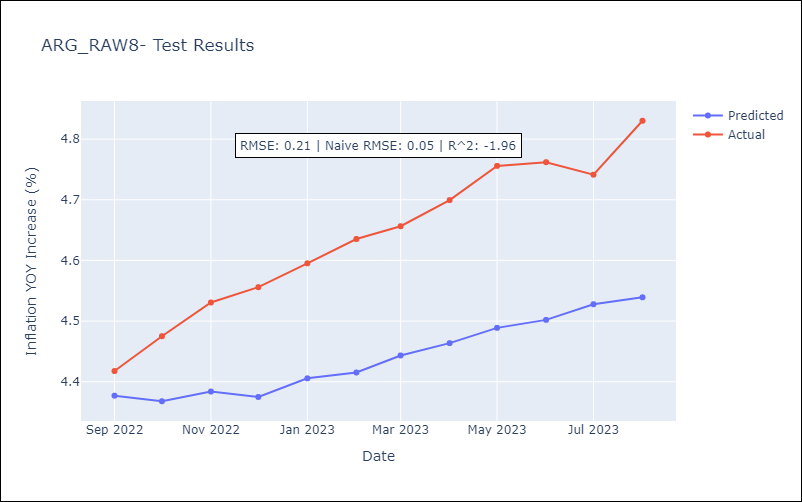 ARG_RAW8- Test Results
Predicted
Actual
RMSE: 0.21 | Naive RMSE: 0.05 | R^2: -1.96
Inflation YOY Increase (%)
4.8
4.7
4.6
4.5
4.4
Sep 2022 Nov 2022 Jan 2023 Mar 2023 May 2023 Jul 2023
Date